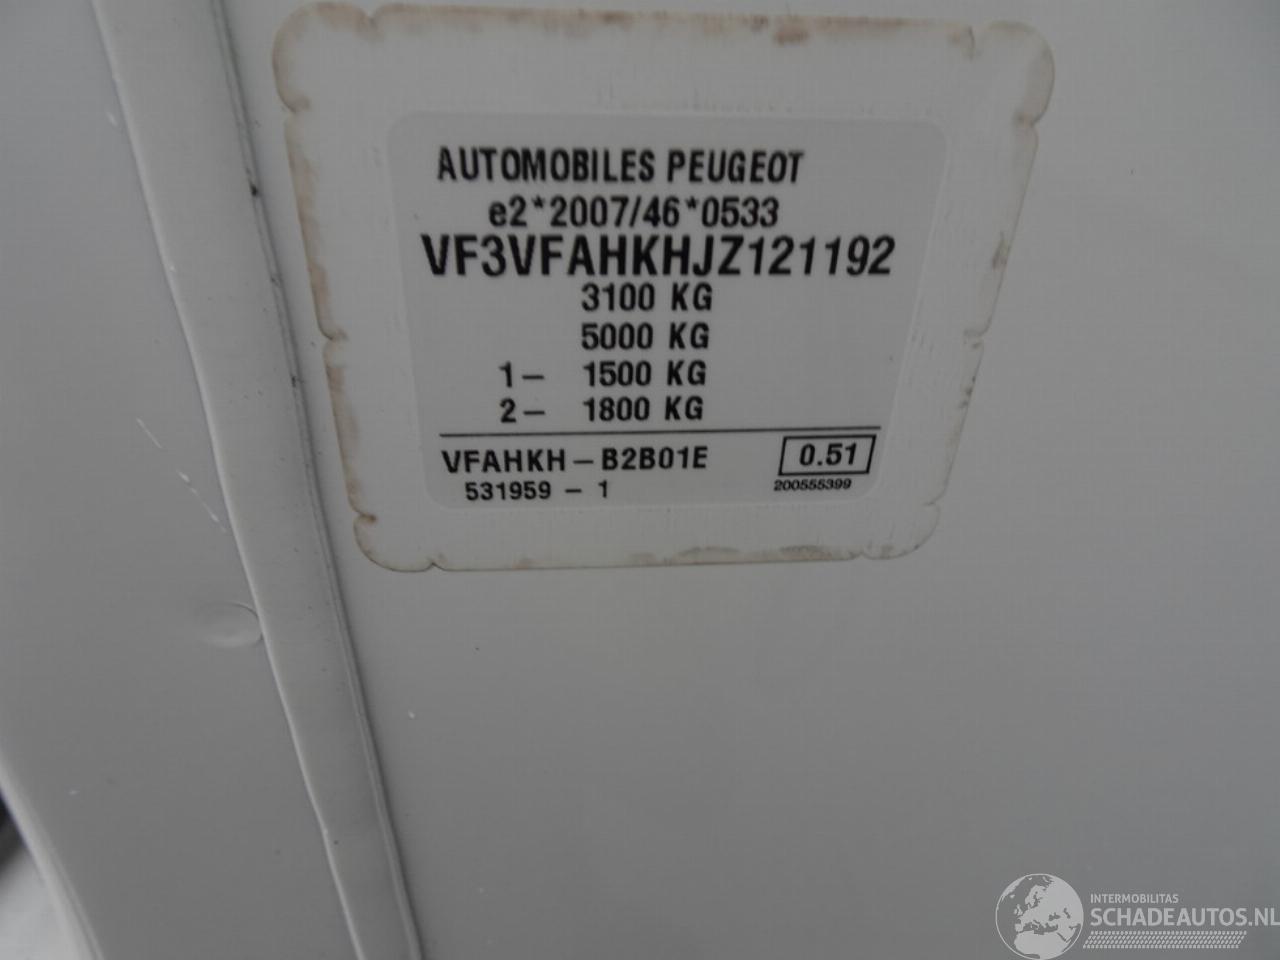 AUTOMOBILES PEUGEOT
e2*2007/46*0533
VF3VFAHKHJZ121192
3100 KG
5000 KG
1- 1500 KG
2- 1800 KG
VFAHKH-B2B01E 0.51
531959-1 200555399
INTERMOBILITAS
SCHADEAUTOS.NL